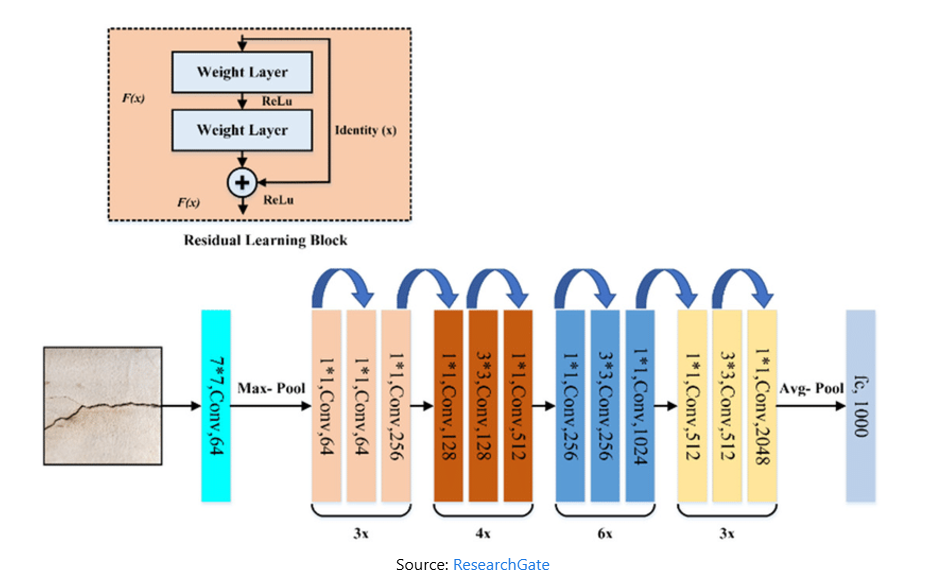 Weight Layer
F(x)
ReLu
Weight Layer
Identity (x)
F(x)
ReLu
Residual Learning Block
7*7,Conv,64
Max- Pool
1*1,Conv,64
1*1,Conv,64
1*1,Conv,256
1*1,Conv,128
3*3,Conv,128
1*1,Conv,512
1*1,Conv,256
3*3,Conv,256
1*1,Conv,1024
1*1,Conv,512
3*3,Conv,512
1*1,Conv,2048
Avg- Pool
fc, 1000
3x
4x
6x
3x
Source: ResearchGate